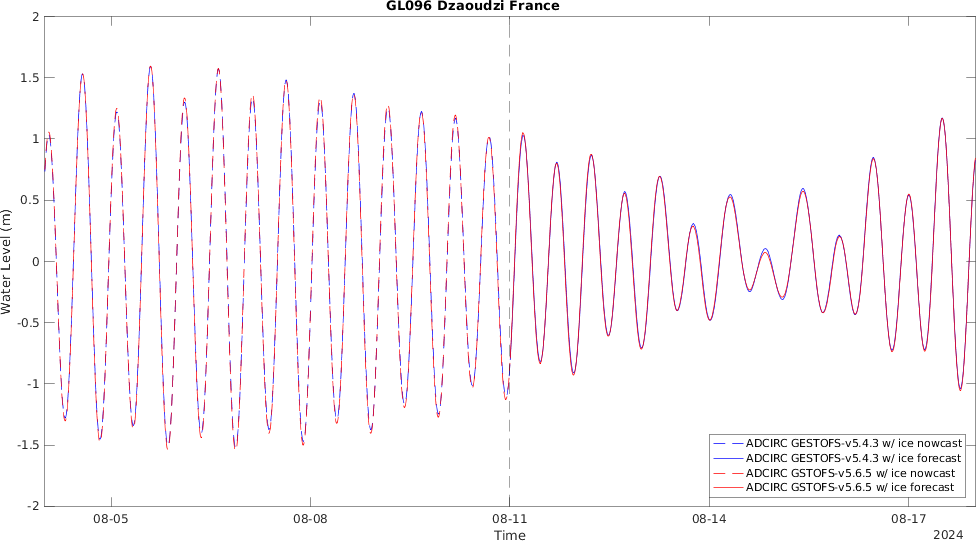 GL096 Dzaoudzi France
2
1.5
1
0.5
0
-0.5
-1
-1.5
-2
Water Level (m)
08-05
08-08
08-11
08-14
08-17
Time
2024
ADCIRC GESTOFS-v5.4.3 w/ ice nowcast
ADCIRC GESTOFS-v5.4.3 w/ ice forecast
ADCIRC GSTOFS-v5.6.5 w/ ice nowcast
ADCIRC GSTOFS-v5.6.5 w/ ice forecast